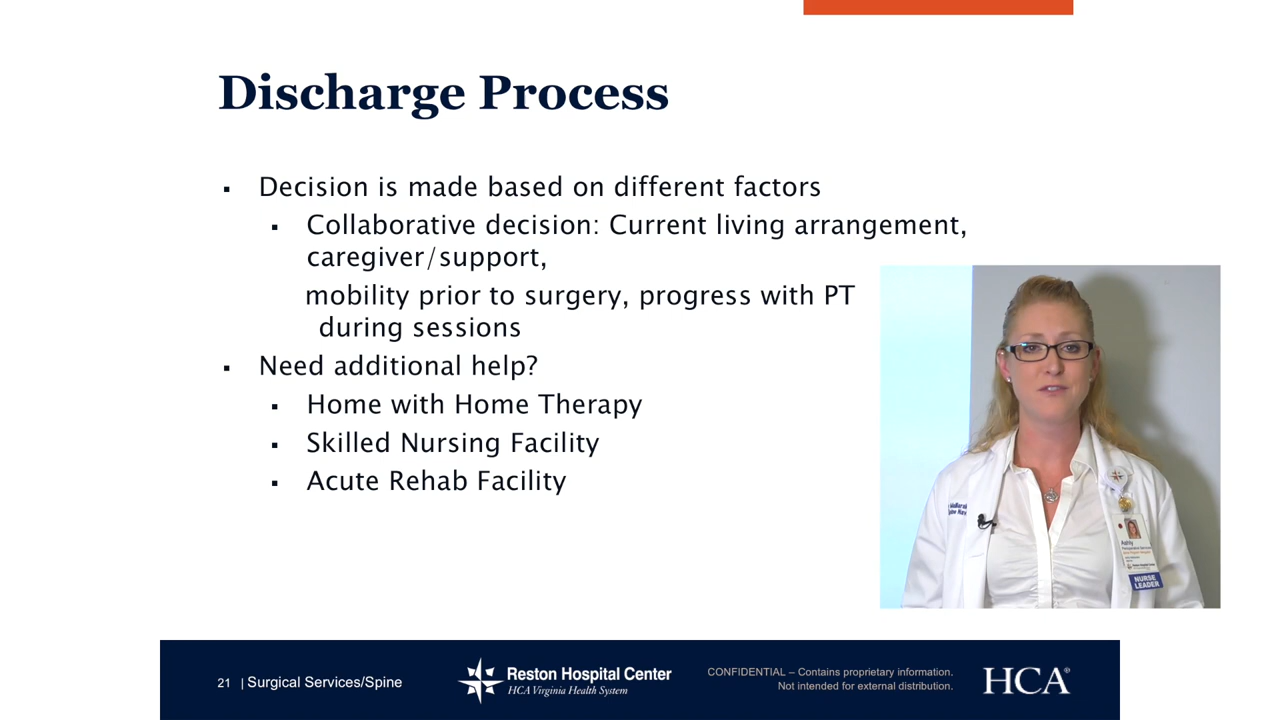 Discharge Process
▪ Decision is made based on different factors
▪ Collaborative decision: Current living arrangement,
caregiver/support,
mobility prior to surgery, progress with PT
during sessions
▪ Need additional help?
▪ Home with Home Therapy
▪ Skilled Nursing Facility
▪ Acute Rehab Facility
Ashly
NURSE
LEADER
21 | Surgical Services/Spine
Reston Hospital Center
HCA Virginia Health System
CONFIDENTIAL – Contains proprietary information.
Not intended for external distribution.
HCA®